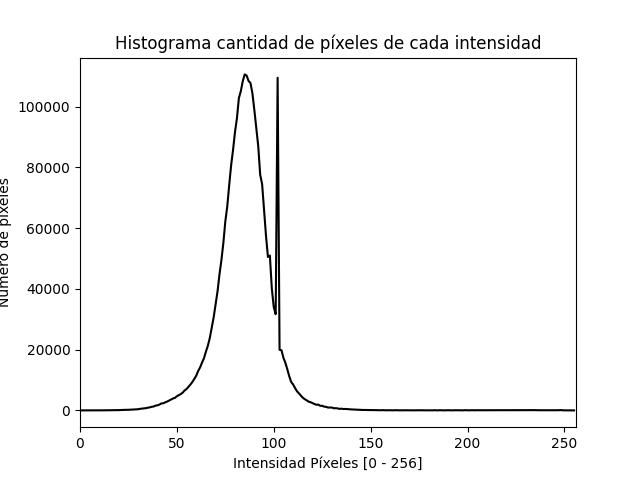 Histograma cantidad de píxeles de cada intensidad
Número de píxeles
100000
80000
60000
40000
20000
0
0 50 100 150 200 250
Intensidad Píxeles [0 - 256]